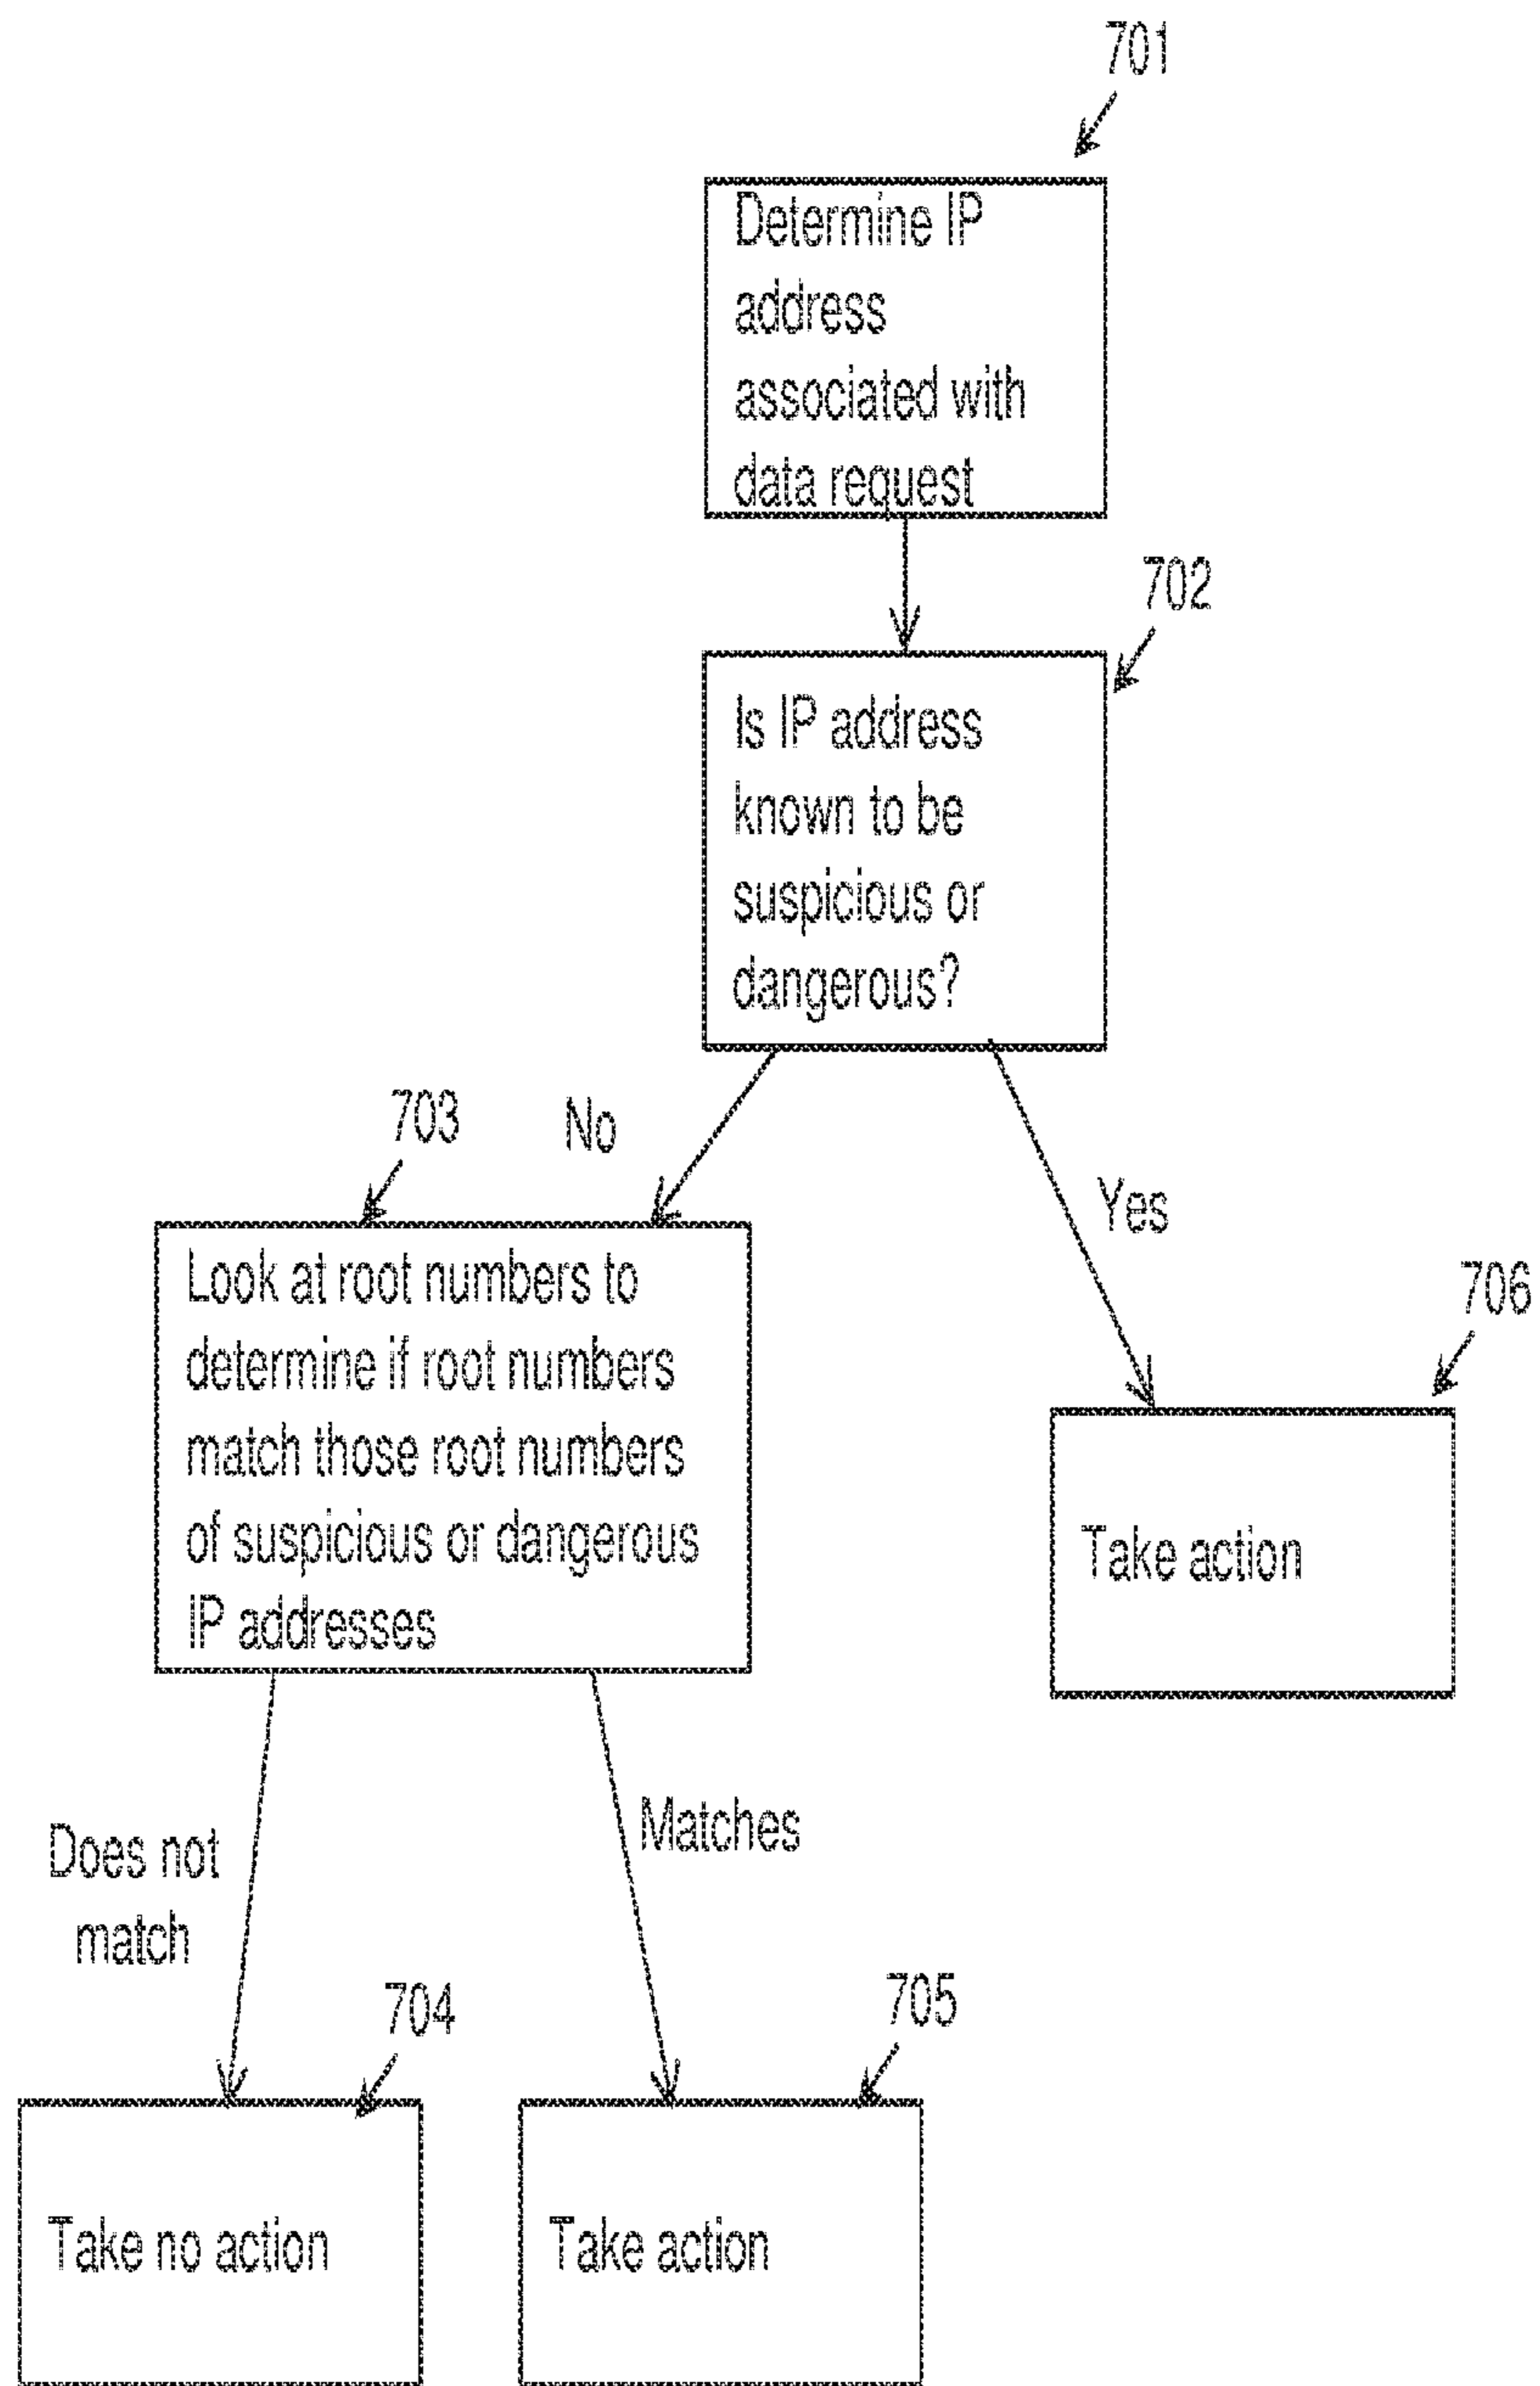 701
Determine IP
address
associated with
data request
702
Is IP address
known to be
suspicious or
dangerous?
703
No
Yes
706
Look at root numbers to
determine if root numbers
match those root numbers
of suspicious or dangerous
IP addresses
Take action
Does not
match
Matches
704
705
Take no action
Take action